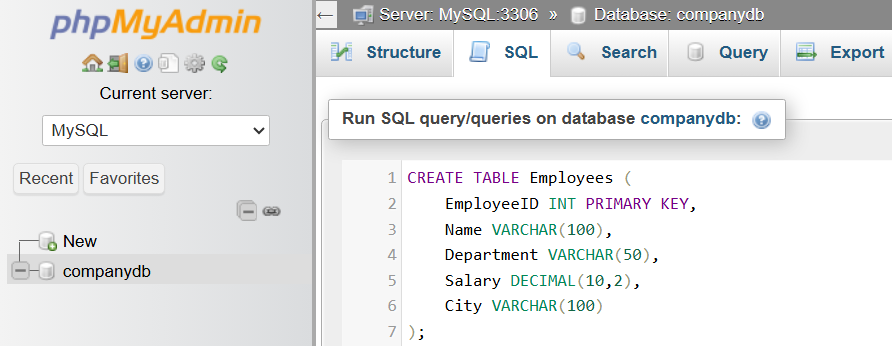 phpMyAdmin
Current server:
MySQL
Recent Favorites
New
companydb
Server: MySQL:3306 » Database: companydb
Structure SQL Search Query Export
Run SQL query/queries on database companydb:
1 CREATE TABLE Employees (
2 EmployeeID INT PRIMARY KEY,
3 Name VARCHAR(100),
4 Department VARCHAR(50),
5 Salary DECIMAL(10,2),
6 City VARCHAR(100)
7 );